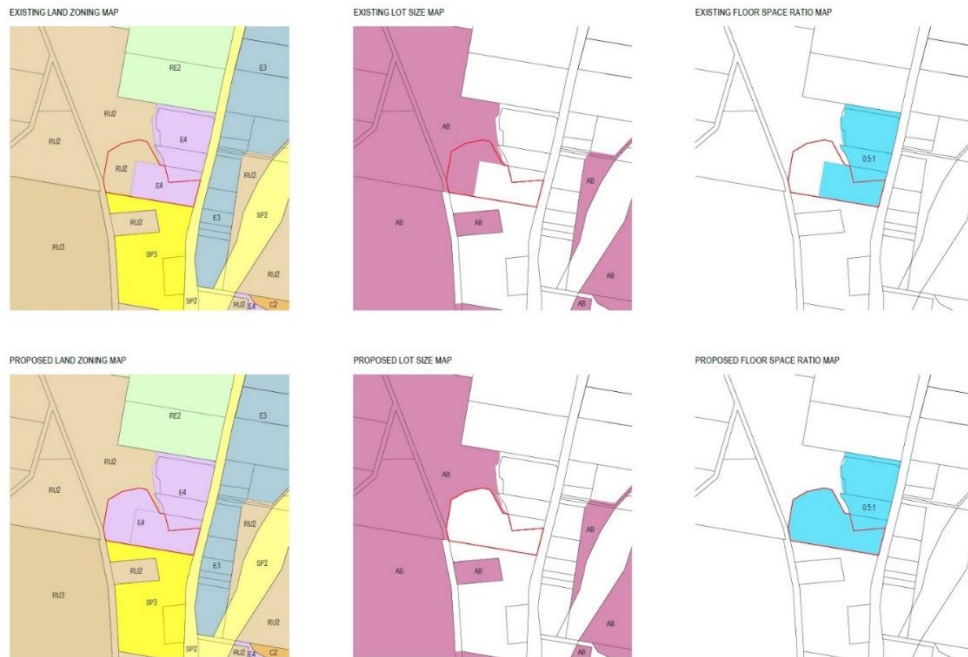 EXISTING LAND ZONING MAP
EXISTING LOT SIZE MAP
EXISTING FLOOR SPACE RATIO MAP
RE2
E3
RU2
RU2
E4
RU2
RU2
E4
RU2
E3
SP2
RU3
SP3
RU2
SP2
RU2
E4
C2
AB
AB
AB
AB
AB
AB
0.5:1
PROPOSED LAND ZONING MAP
PROPOSED LOT SIZE MAP
PROPOSED FLOOR SPACE RATIO MAP
RE2
E3
RU2
RU2
E4
RU2
E4
RU2
E3
SP2
RU3
SP3
RU2
SP2
RU2
E4
C2
AB
AB
AB
AB
AB
AB
0.5:1